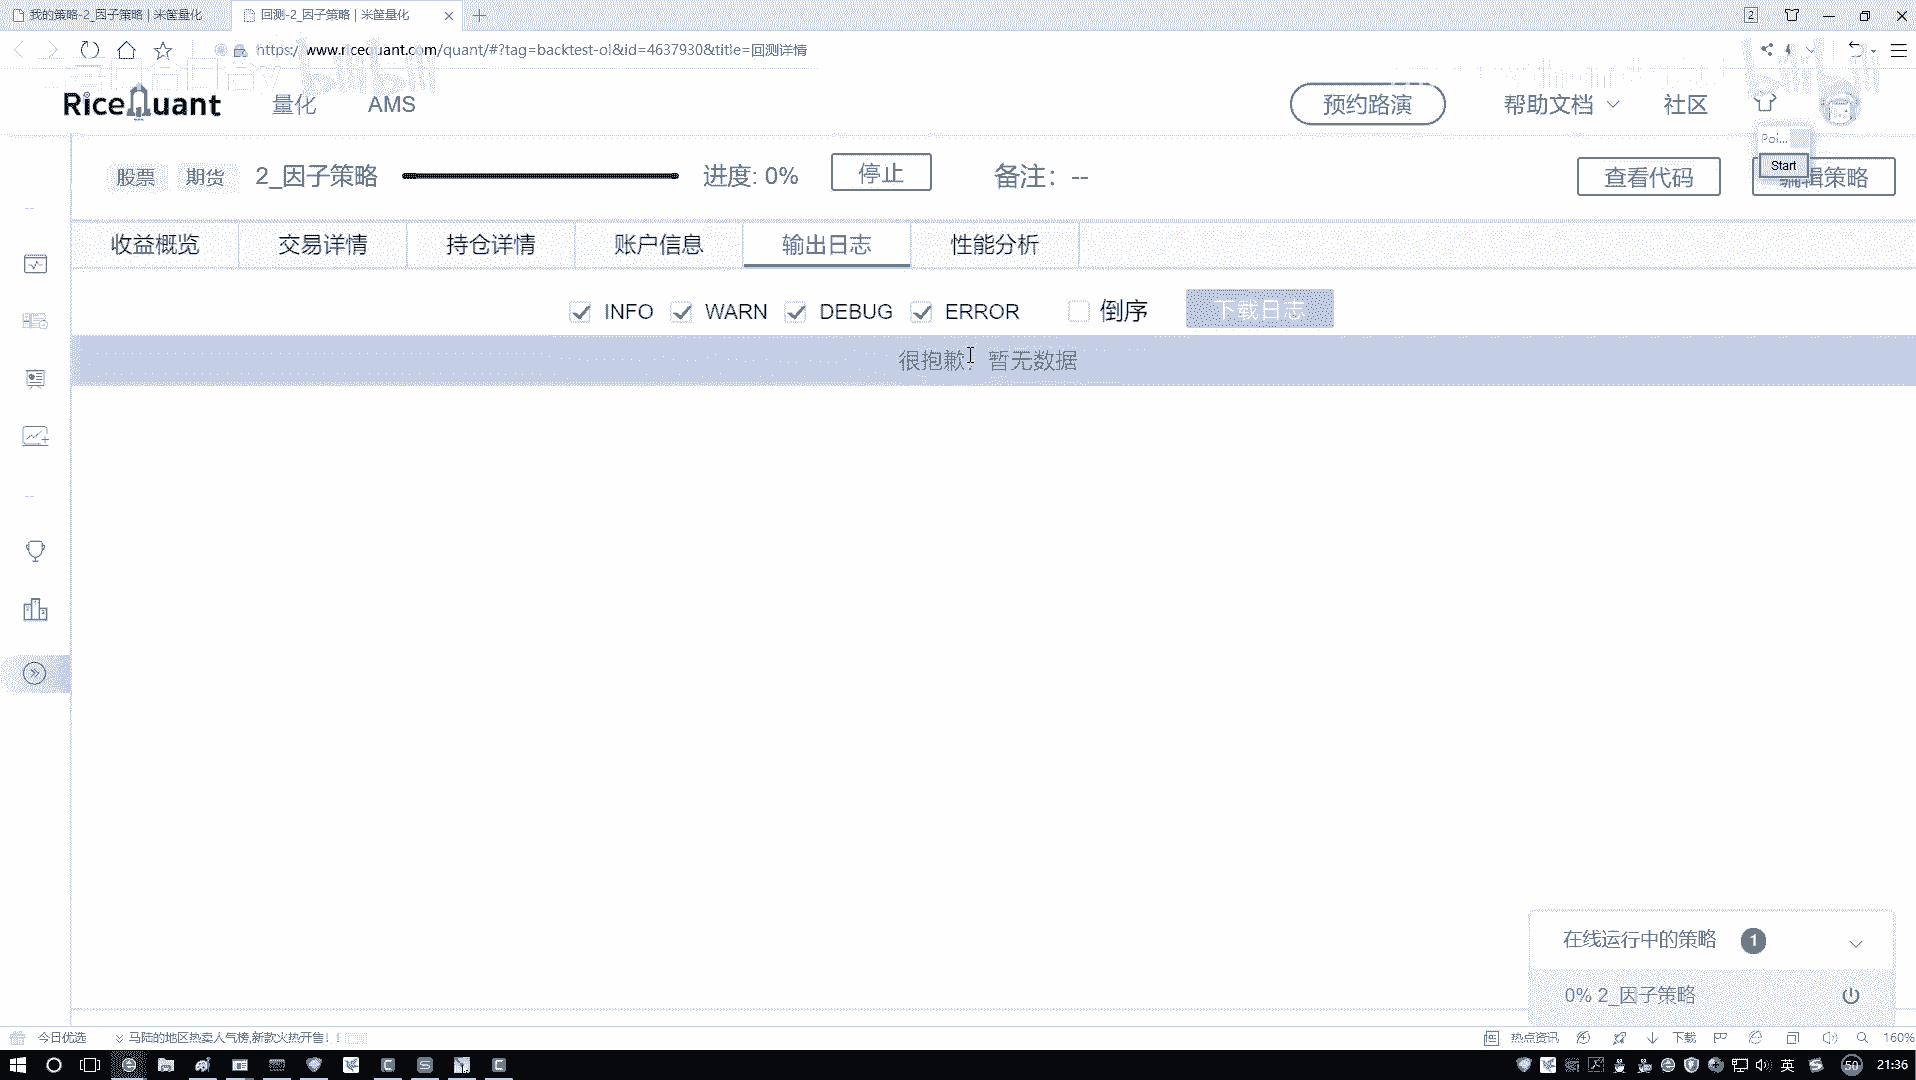 我的策略-2_因子策略 | 米筐量化
回测-2_因子策略 | 米筐量化
2
https://www.ricequant.com/quant/#?tag=backtest-ol&id=4637930&title=回测详情
RiceQuant
量化
AMS
预约路演
帮助文档
社区
Poi...
Start
股票
期货
2_因子策略
进度: 0%
停止
备注： --
查看代码
编辑策略
收益概览
交易详情
持仓详情
账户信息
输出日志
性能分析
INFO
WARN
DEBUG
ERROR
倒序
下载日志
很抱歉！暂无数据
在线运行中的策略
1
0% 2_因子策略
今日优选
马陆的地区热卖人气榜,新款火热开售！
热点资讯
下载
160%
英
50
21:36